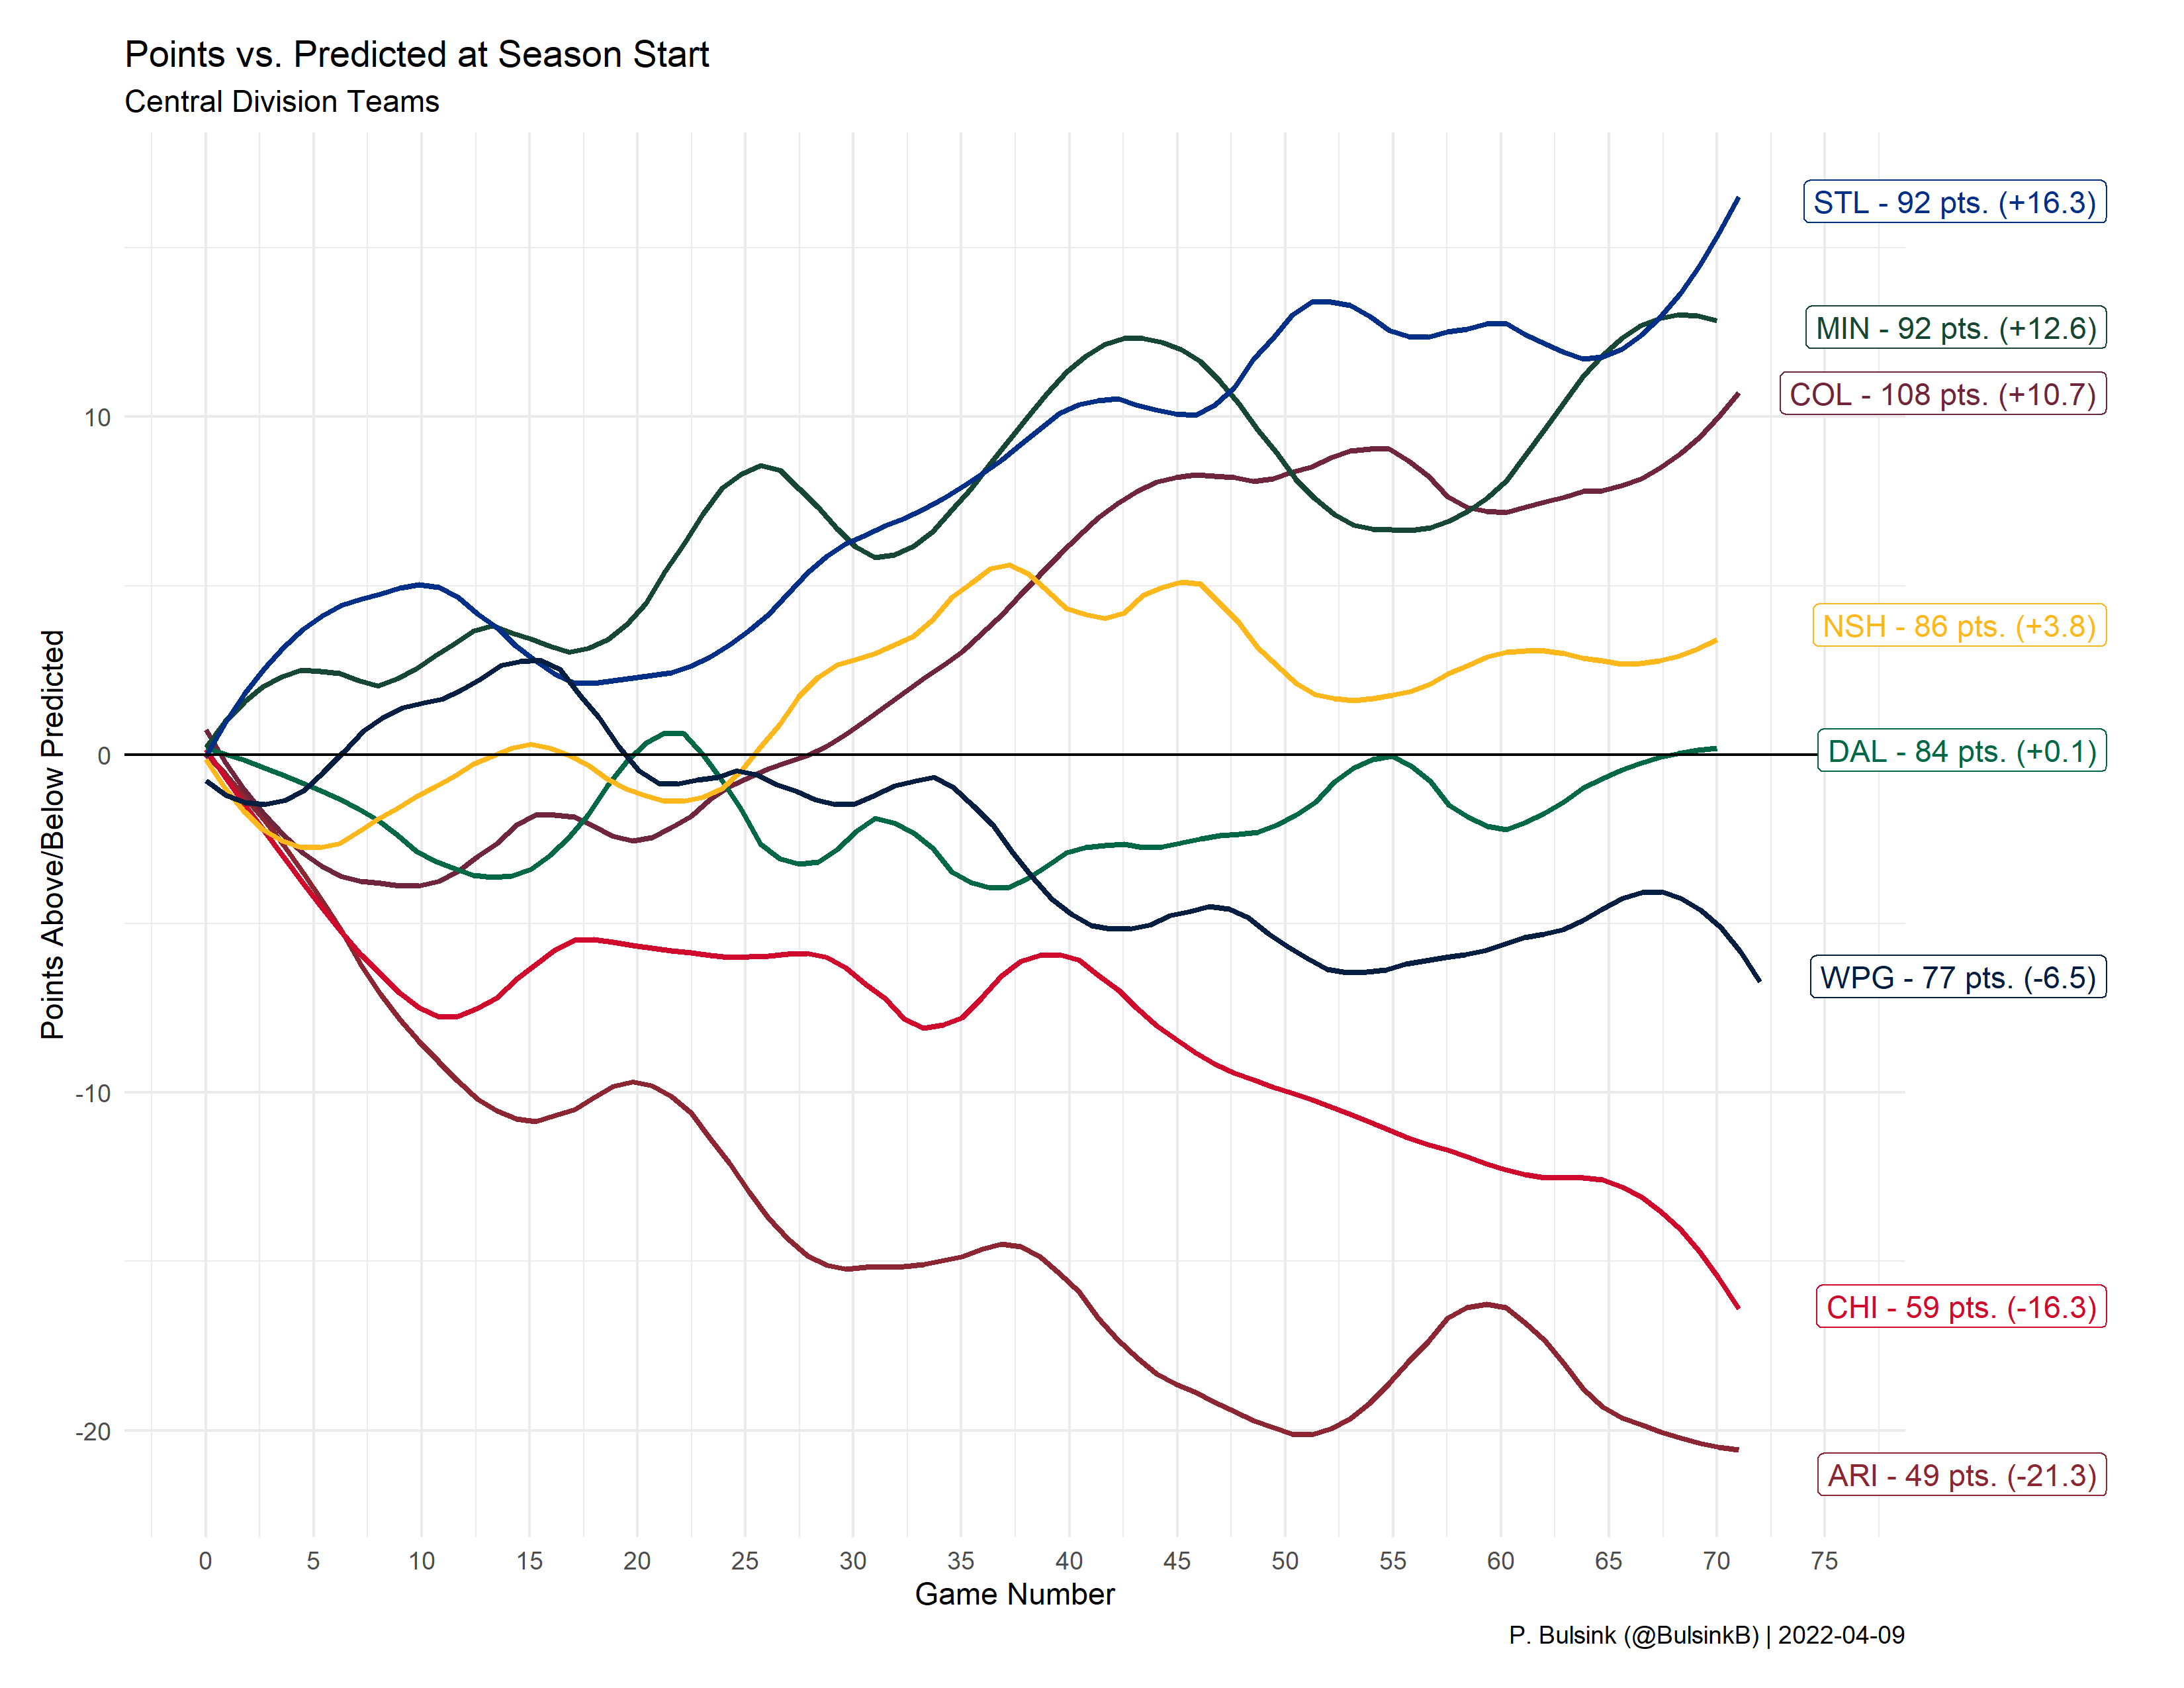 Points vs. Predicted at Season Start
Central Division Teams
Points Above/Below Predicted
10
0
-10
-20
STL - 92 pts. (+16.3)
MIN - 92 pts. (+12.6)
COL - 108 pts. (+10.7)
NSH - 86 pts. (+3.8)
DAL - 84 pts. (+0.1)
WPG - 77 pts. (-6.5)
CHI - 59 pts. (-16.3)
ARI - 49 pts. (-21.3)
0 5 10 15 20 25 30 35 40 45 50 55 60 65 70 75
Game Number
P. Bulsink (@BulsinkB) | 2022-04-09